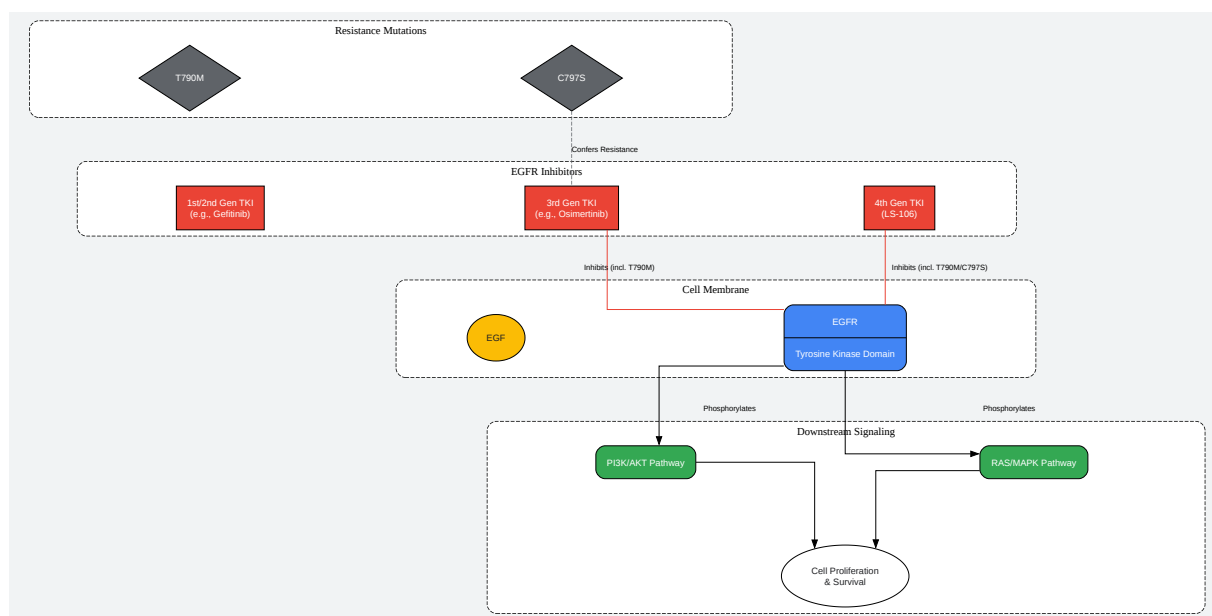 Resistance Mutations
T790M
C797S
Confers Resistance
EGFR Inhibitors
1st/2nd Gen TKI
(e.g., Gefitinib)
3rd Gen TKI
(e.g., Osimertinib)
4th Gen TKI
(LS-106)
Inhibits (incl. T790M)
Inhibits (incl. T790M/C797S)
Cell Membrane
EGF
EGFR
Tyrosine Kinase Domain
Phosphorylates
Phosphorylates
Downstream Signaling
PI3K/AKT Pathway
RAS/MAPK Pathway
Cell Proliferation
& Survival